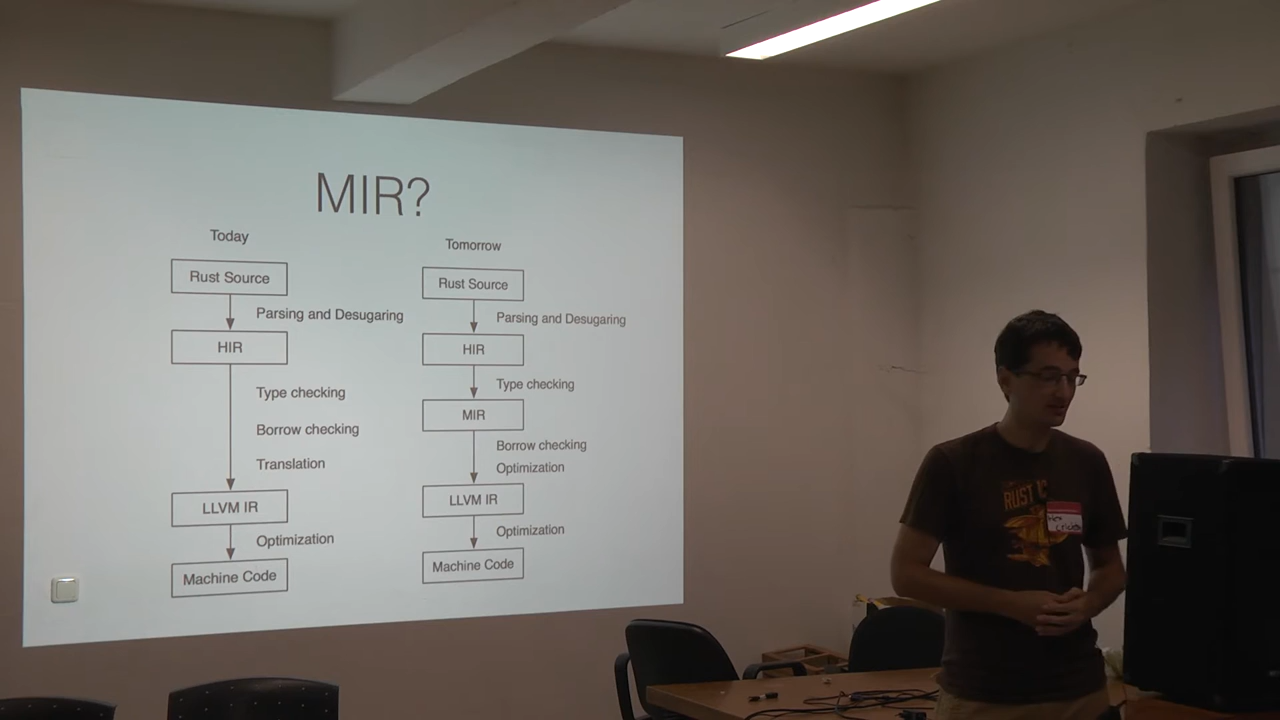 MIR?
Today
Rust Source
Parsing and Desugaring
HIR
Type checking
Borrow checking
Translation
LLVM IR
Optimization
Machine Code
Tomorrow
Rust Source
Parsing and Desugaring
HIR
Type checking
MIR
Borrow checking
Optimization
LLVM IR
Optimization
Machine Code
RUST